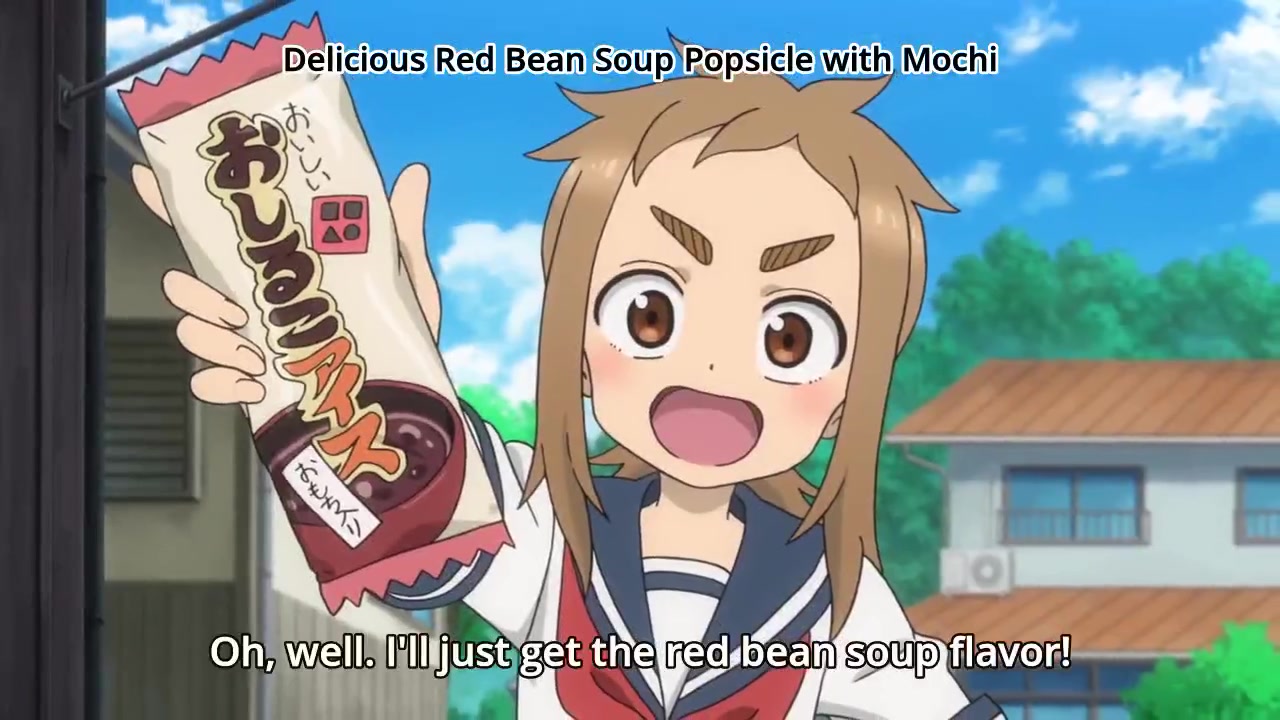 Delicious Red Bean Soup Popsicle with Mochi
おいしい
おしるこアイス
おもち入り
Oh, well. I'll just get the red bean soup flavor!